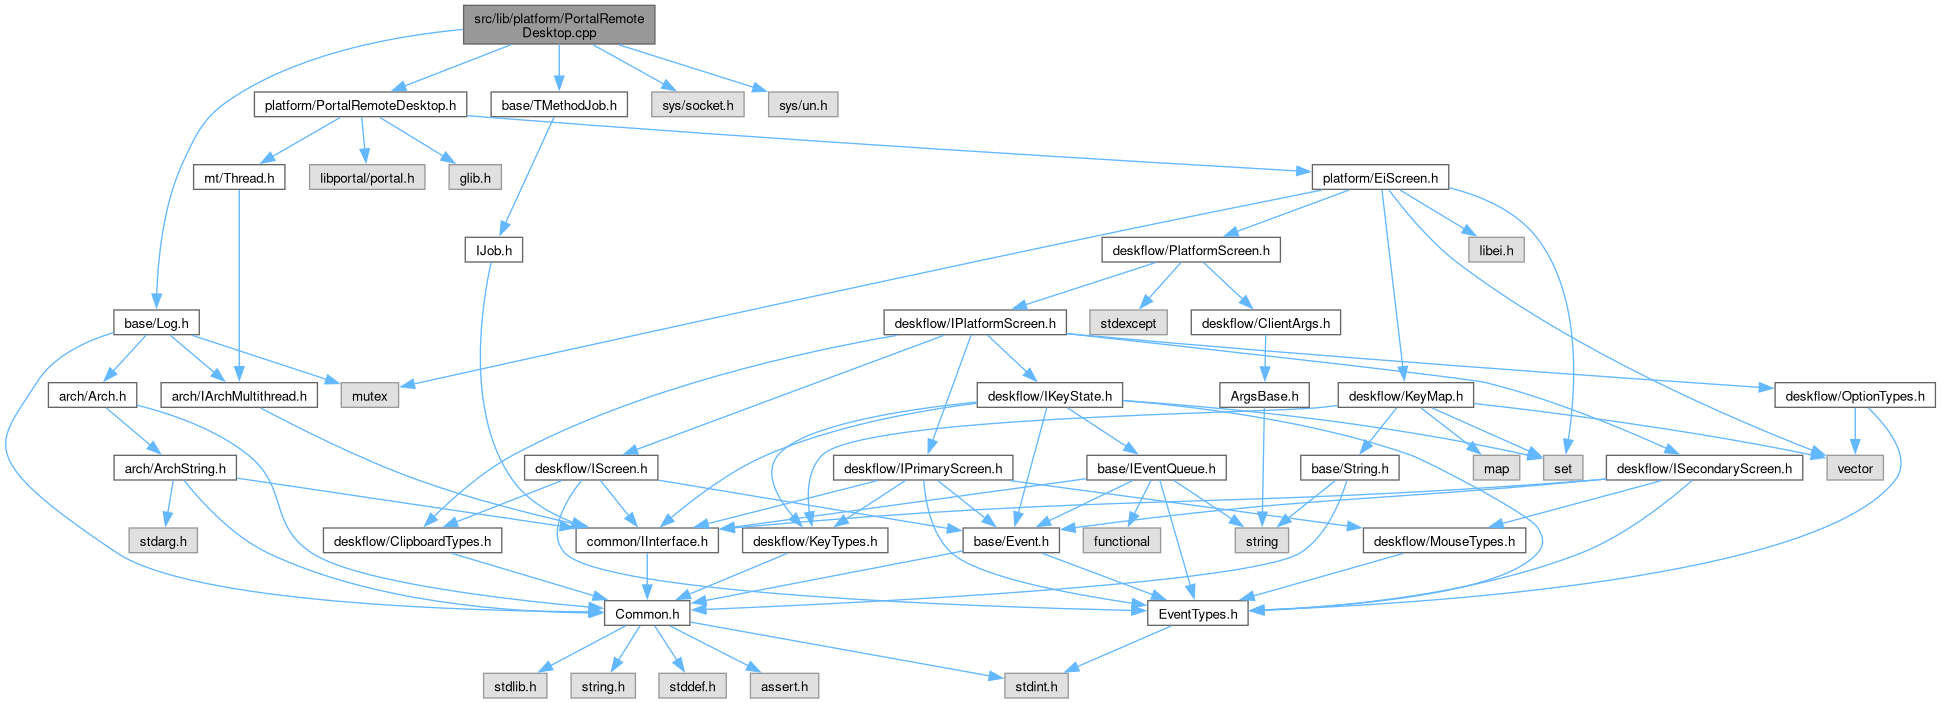 src/lib/platform/PortalRemote
Desktop.cpp
platform/PortalRemoteDesktop.h
base/TMethodJob.h
sys/socket.h
sys/un.h
mt/Thread.h
libportal/portal.h
glib.h
platform/EiScreen.h
IJob.h
deskflow/PlatformScreen.h
libei.h
base/Log.h
deskflow/IPlatformScreen.h
stdexcept
deskflow/ClientArgs.h
arch/Arch.h
arch/IArchMultithread.h
mutex
deskflow/IKeyState.h
ArgsBase.h
deskflow/KeyMap.h
deskflow/OptionTypes.h
arch/ArchString.h
deskflow/IScreen.h
deskflow/IPrimaryScreen.h
base/IEventQueue.h
base/String.h
map
set
deskflow/ISecondaryScreen.h
vector
stdarg.h
deskflow/ClipboardTypes.h
common/IInterface.h
deskflow/KeyTypes.h
base/Event.h
functional
string
deskflow/MouseTypes.h
Common.h
EventTypes.h
stdlib.h
string.h
stddef.h
assert.h
stdint.h